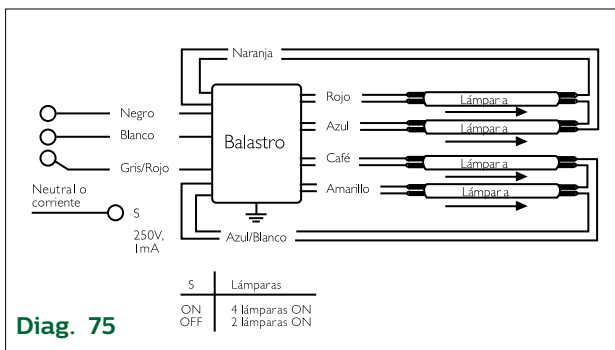 Naranja
Negro
Blanco
Gris/Rojo
Neutral o
corriente
S
250V,
1mA
Balastro
Rojo
Azul
Café
Amarillo
Azul/Blanco
Lámpara
Lámpara
Lámpara
Lámpara
S Lámparas
ON 4 lámparas ON
OFF 2 lámparas ON
Diag. 75